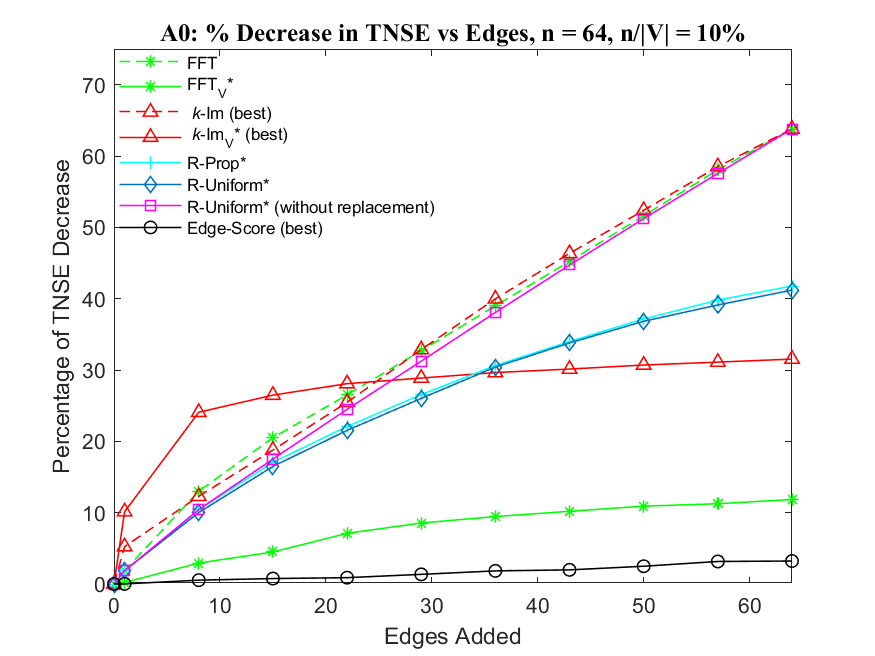 A0: % Decrease in TNSE vs Edges, n = 64, n/|V| = 10%
FFT
FFT_V*
k-Im (best)
k-Im_V* (best)
R-Prop*
R-Uniform*
R-Uniform* (without replacement)
Edge-Score (best)
Percentage of TNSE Decrease
70
60
50
40
30
20
10
0
0 10 20 30 40 50 60
Edges Added